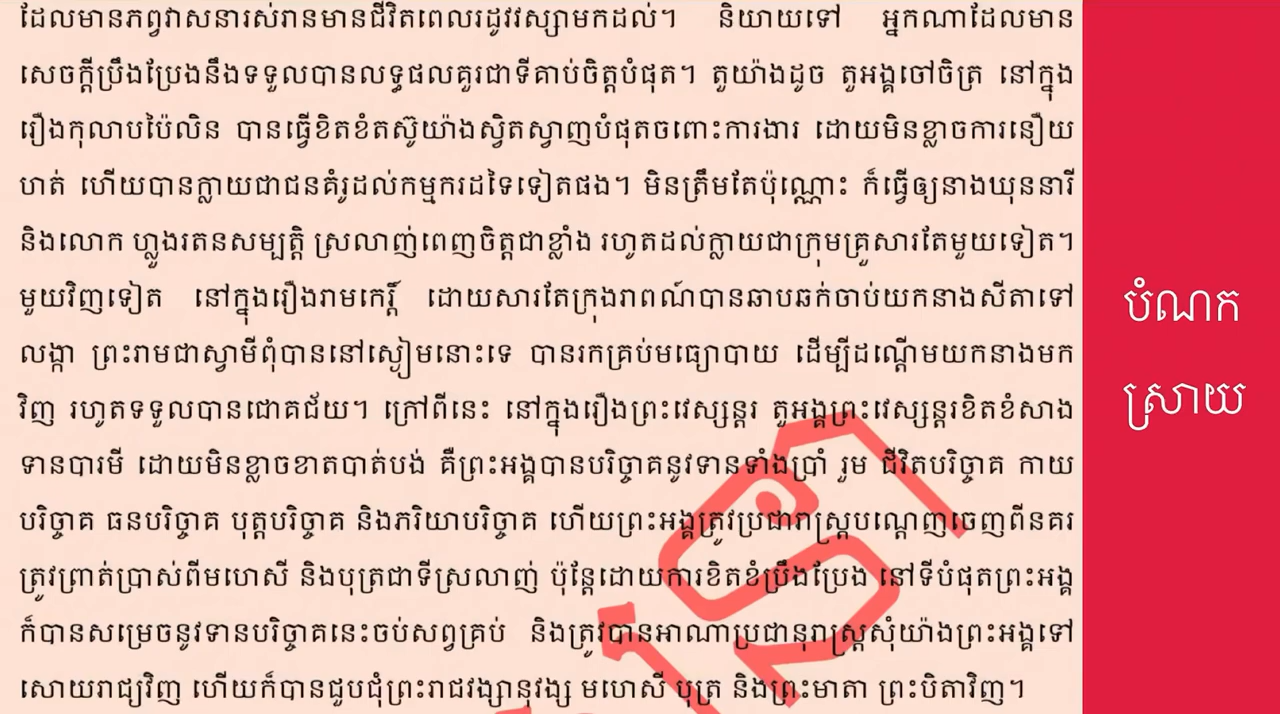 ដែលមានភព្វវាសនារស់រានមានជីវិតពេលរដូវវស្សាមកដល់។ និយាយទៅ អ្នកណាដែលមាន
សេចក្ដីប្រឹងប្រែងនឹងទទួលបានលទ្ធផលគួរជាទីគាប់ចិត្តបំផុត។ តួយ៉ាងដូច តួអង្គចៅចិត្រ នៅក្នុង
រឿងកុលាបប៉ៃលិន បានធ្វើខិតខំតស៊ូយ៉ាងស្វិតស្វាញបំផុតចពោះការងារ ដោយមិនខ្លាចការនឿយ
ហត់ ហើយបានក្លាយជាជនគំរូដល់កម្មករដទៃទៀតផង។ មិនត្រឹមតែប៉ុណ្ណោះ ក៏ធ្វើឲ្យនាងឃុននារី
និងលោក ហ្លួងរតនសម្បត្តិ ស្រលាញ់ពេញចិត្តជាខ្លាំង រហូតដល់ក្លាយជាក្រុមគ្រួសារតែមួយទៀត។
មួយវិញទៀត នៅក្នុងរឿងរាមកេរ្តិ៍ ដោយសារតែក្រុងរាពណ៍បានឆាបឆក់ចាប់យកនាងសីតាទៅ
លង្កា ព្រះរាមជាស្វាមីពុំបាននៅស្ងៀមនោះទេ បានរកគ្រប់មធ្យោបាយ ដើម្បីដណ្ដើមយកនាងមក
វិញ រហូតទទួលបានជោគជ័យ។ ក្រៅពីនេះ នៅក្នុងរឿងព្រះវេស្សន្តរ តួអង្គព្រះវេស្សន្តរខិតខំសាង
ទានបារមី ដោយមិនខ្លាចខាតបាត់បង់ គឺព្រះអង្គបានបរិច្ចាគនូវទានទាំងប្រាំ រួម ជីវិតបរិច្ចាគ កាយ
បរិច្ចាគ ធនបរិច្ចាគ បុត្តបរិច្ចាគ និងភរិយាបរិច្ចាគ ហើយព្រះអង្គត្រូវប្រជារាស្ត្របណ្ដេញចេញពីនគរ
ត្រូវព្រាត់ប្រាស់ពីមហេសី និងបុត្រជាទីស្រលាញ់ ប៉ុន្តែដោយការខិតខំប្រឹងប្រែង នៅទីបំផុតព្រះអង្គ
ក៏បានសម្រេចនូវទានបរិច្ចាគនេះចប់សព្វគ្រប់ និងត្រូវបានអាណាប្រជានុរាស្ត្រសុំយ៉ាងព្រះអង្គទៅ
សោយរាជ្យវិញ ហើយក៏បានជួបជុំព្រះរាជវង្សានុវង្ស មហេសី បុត្រ និងព្រះមាតា ព្រះបិតាវិញ។
បំណក
ស្រាយ